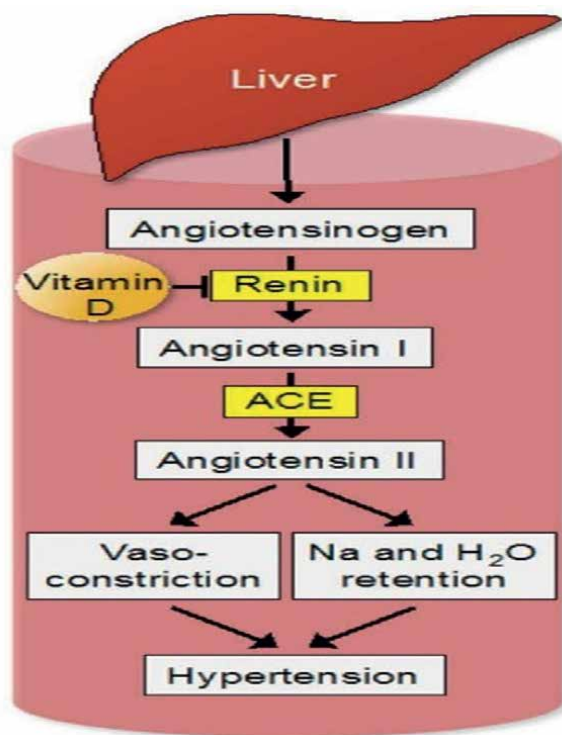 Liver
Angiotensinogen
Vitamin
D
Renin
Angiotensin I
ACE
Angiotensin II
Vaso-
constriction
Na and H₂O
retention
Hypertension